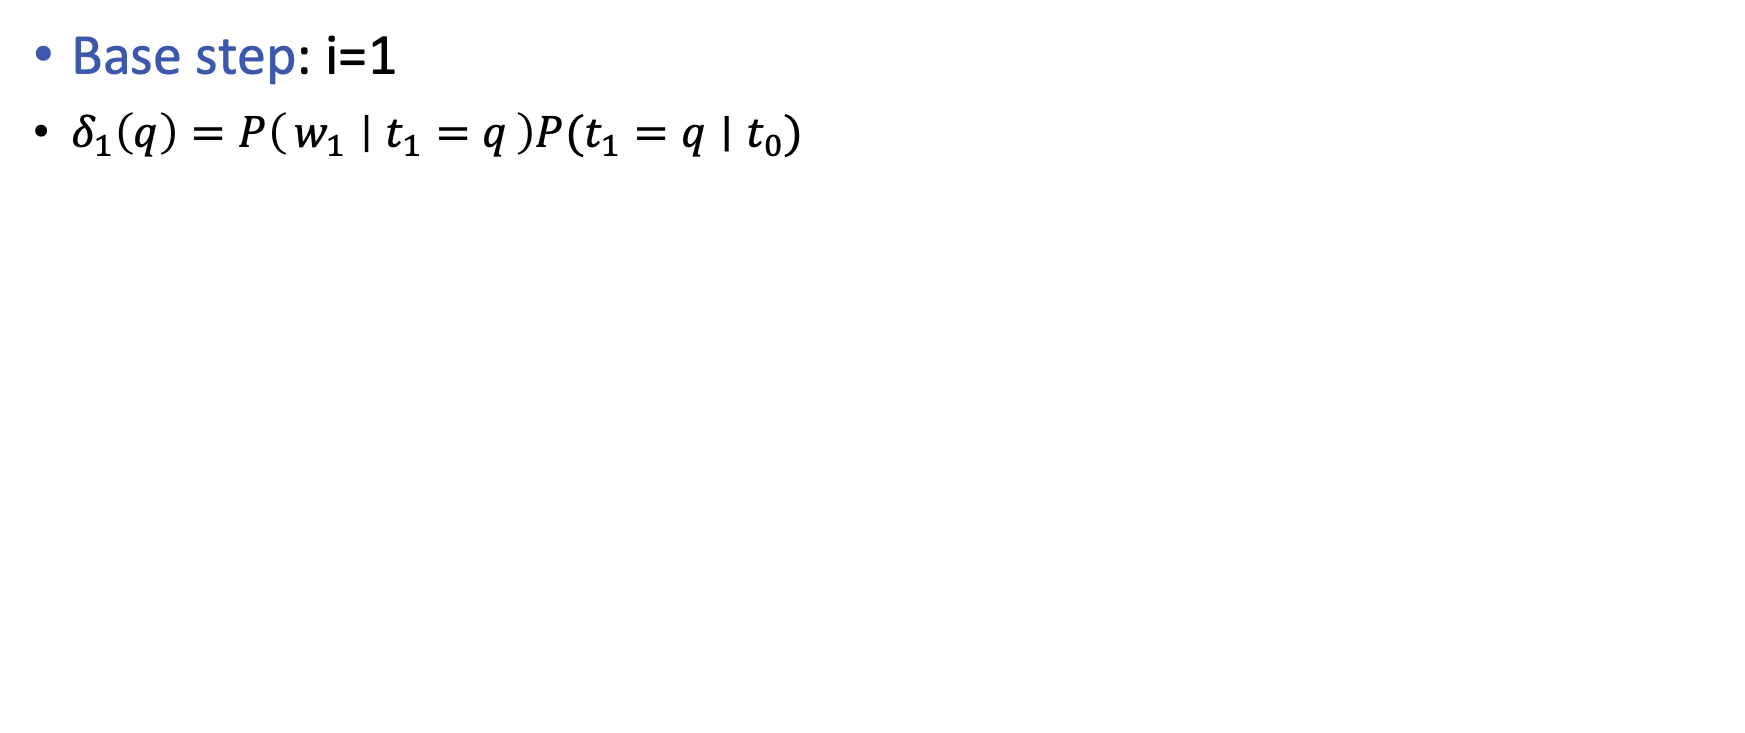 • Base step: i=1
• δ₁(q) = P( w₁ | t₁ = q )P(t₁ = q | t₀)